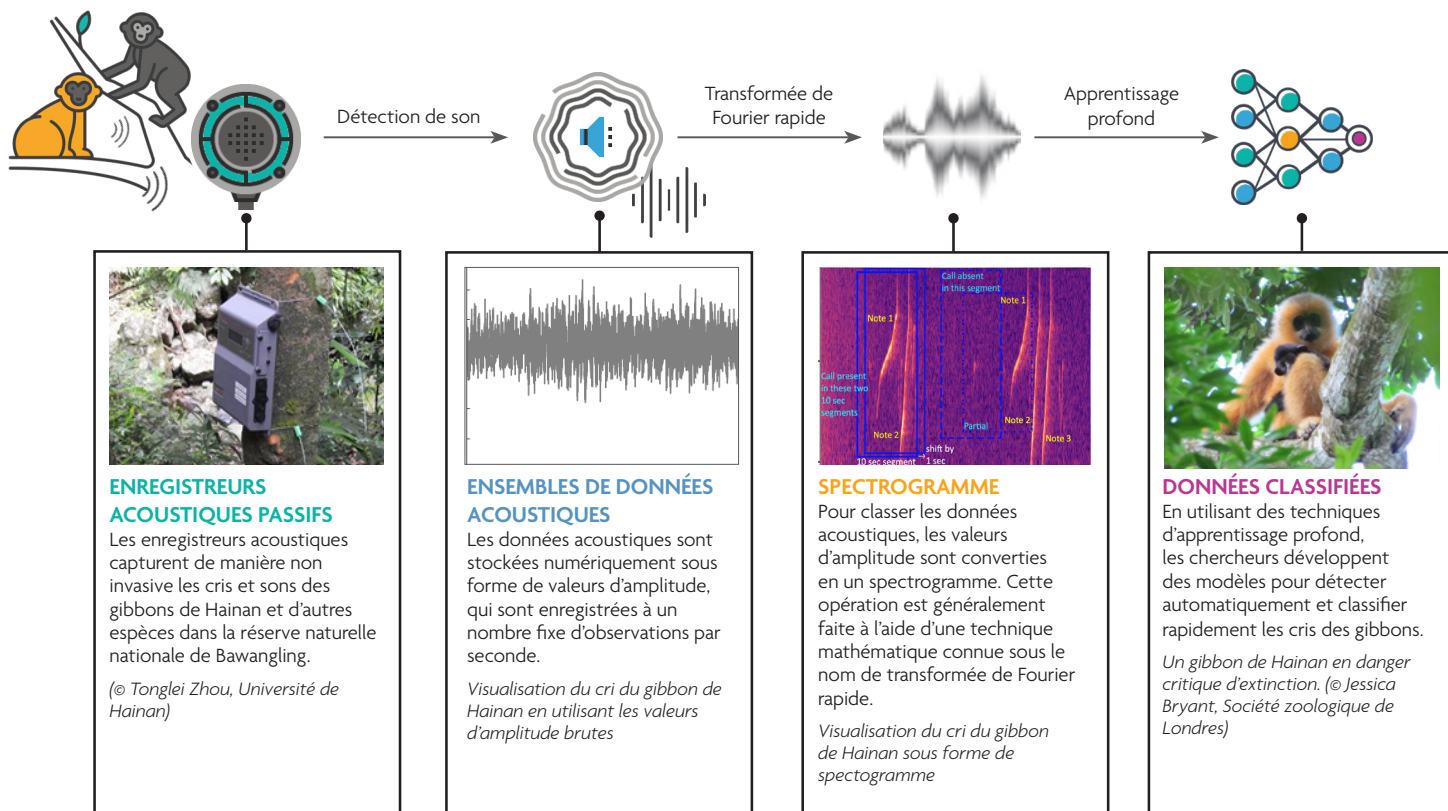 Détection de son
Transformée de
Fourier rapide
Apprentissage
profond
ENREGISTREURS
ACOUSTIQUES PASSIFS
Les enregistreurs acoustiques
capturent de manière non
invasive les cris et sons des
gibbons de Hainan et d'autres
espèces dans la réserve naturelle
nationale de Bawangling.
(© Tonglei Zhou, Université de
Hainan)
ENSEMBLES DE DONNÉES
ACOUSTIQUES
Les données acoustiques sont
stockées numériquement sous
forme de valeurs d'amplitude,
qui sont enregistrées à un
nombre fixe d'observations par
seconde.
Visualisation du cri du gibbon de
Hainan en utilisant les valeurs
d'amplitude brutes
Call absent
in this segment
Note 1
Note 1
Call present
in these two
10 sec
segments
Note 2
Partial
Note 2
Note 3
10 sec segment
shift by
1 sec
SPECTROGRAMME
Pour classer les données
acoustiques, les valeurs
d'amplitude sont converties
en un spectrogramme. Cette
opération est généralement
faite à l'aide d'une technique
mathématique connue sous le
nom de transformée de Fourier
rapide.
Visualisation du cri du gibbon
de Hainan sous forme de
spectogramme
DONNÉES CLASSIFIÉES
En utilisant des techniques
d'apprentissage profond,
les chercheurs développent
des modèles pour détecter
automatiquement et classifier
rapidement les cris des gibbons.
Un gibbon de Hainan en danger
critique d'extinction. (© Jessica
Bryant, Société zoologique de
Londres)